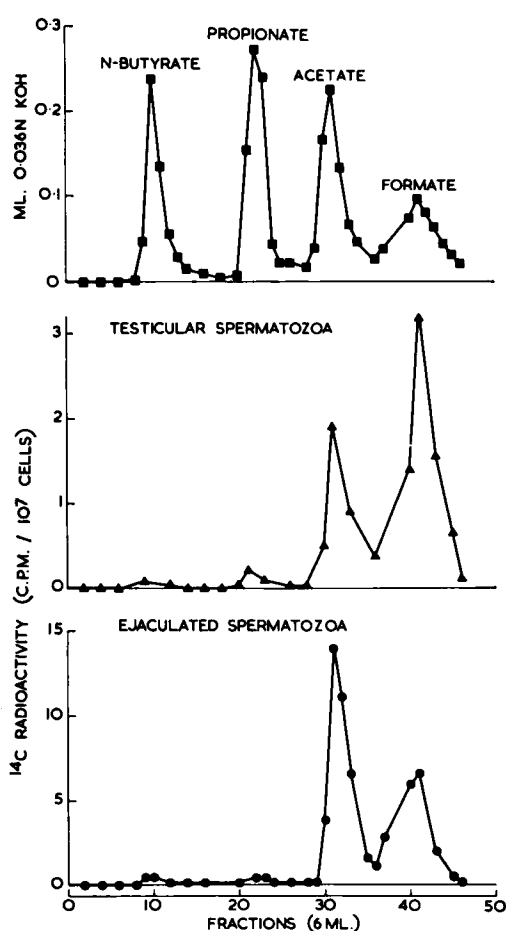 0·3
0·2
0·1
0
ML. 0·036N KOH
N-BUTYRATE
PROPIONATE
ACETATE
FORMATE
TESTICULAR SPERMATOZOA
3
2
1
0
¹⁴C RADIOACTIVITY (C.P.M. / 10⁷ CELLS)
EJACULATED SPERMATOZOA
15
10
5
0
0 10 20 30 40 50
FRACTIONS (6 ML.)